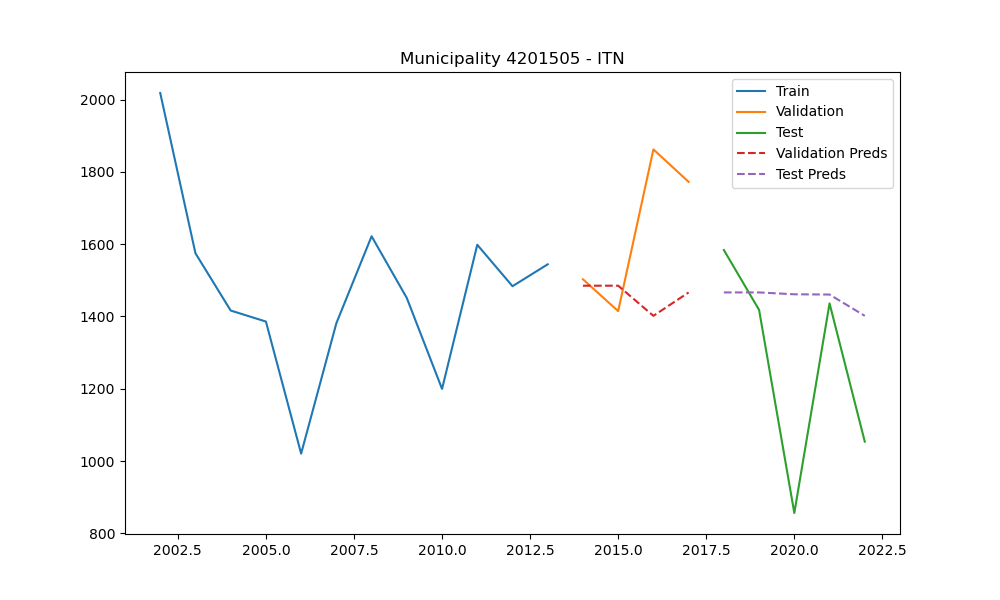 Municipality 4201505 - ITN
Train
Validation
Test
Validation Preds
Test Preds
2000
1800
1600
1400
1200
1000
800
2002.5 2005.0 2007.5 2010.0 2012.5 2015.0 2017.5 2020.0 2022.5